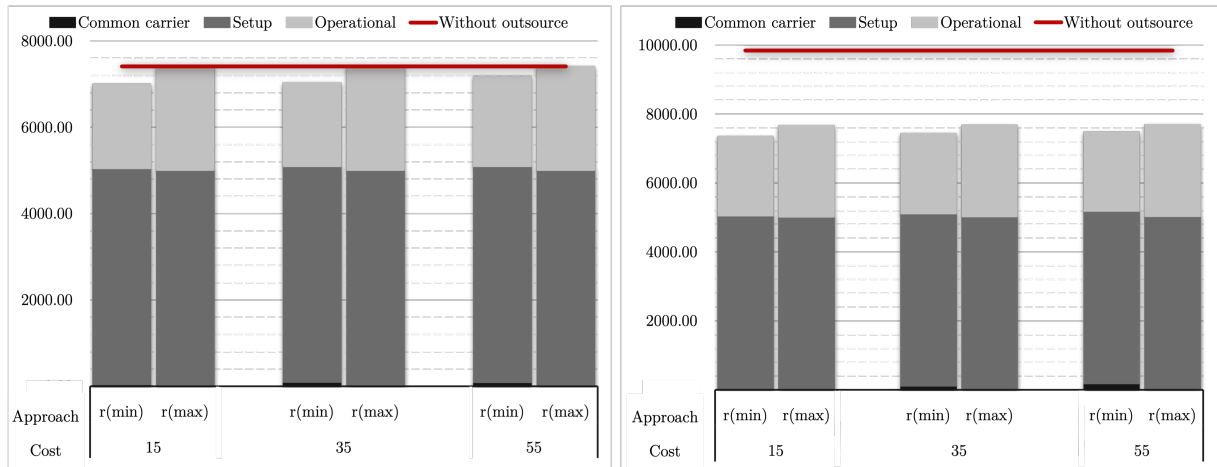 Common carrier Setup Operational Without outsource
8000.00
6000.00
4000.00
2000.00
Approach r(min) r(max) r(min) r(max) r(min) r(max)
Cost 15 35 55
Common carrier Setup Operational Without outsource
10000.00
8000.00
6000.00
4000.00
2000.00
Approach r(min) r(max) r(min) r(max) r(min) r(max)
Cost 15 35 55